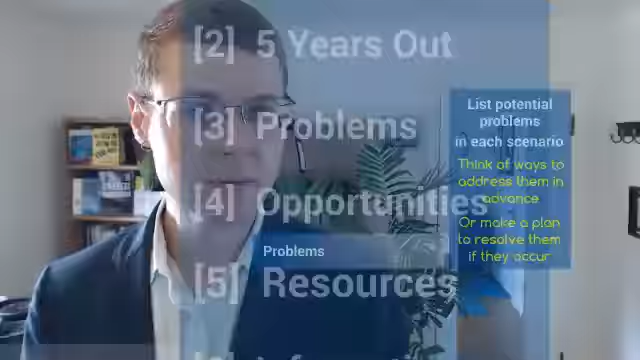 [2] 5 Years Out
[3] Problems
[4] Opportunities
Problems
[5] Resources
List potential
problems
in each scenario
Think of ways to
address them in
advance
Or make a plan
to resolve them
if they occur